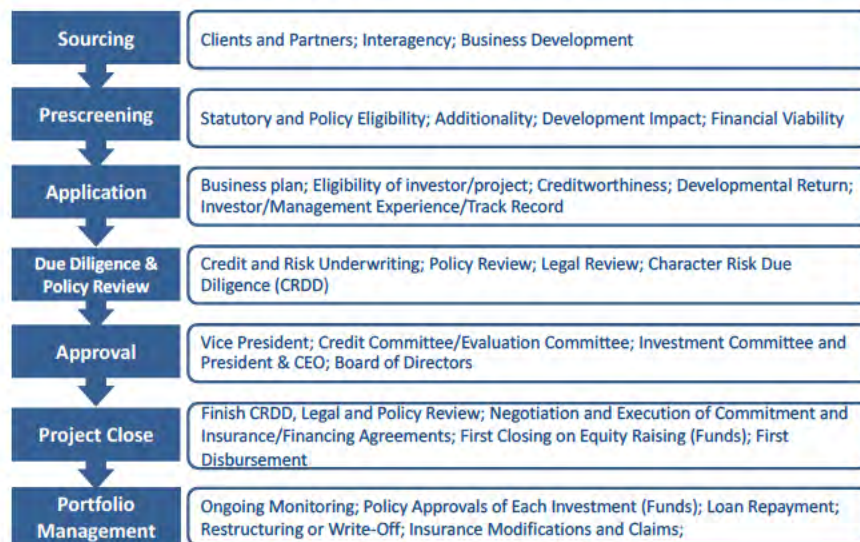 Sourcing
Clients and Partners; Interagency; Business Development
Prescreening
Statutory and Policy Eligibility; Additionality; Development Impact; Financial Viability
Application
Business plan; Eligibility of investor/project; Creditworthiness; Developmental Return;
Investor/Management Experience/Track Record
Due Diligence &
Policy Review
Credit and Risk Underwriting; Policy Review; Legal Review; Character Risk Due
Diligence (CRDD)
Approval
Vice President; Credit Committee/Evaluation Committee; Investment Committee and
President & CEO; Board of Directors
Project Close
Finish CRDD, Legal and Policy Review; Negotiation and Execution of Commitment and
Insurance/Financing Agreements; First Closing on Equity Raising (Funds); First
Disbursement
Portfolio
Management
Ongoing Monitoring; Policy Approvals of Each Investment (Funds); Loan Repayment;
Restructuring or Write-Off; Insurance Modifications and Claims;